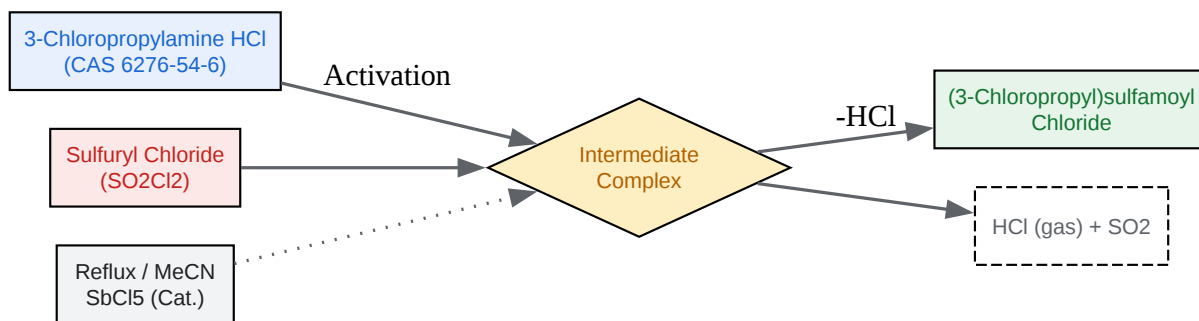 3-Chloropropylamine HCl
(CAS 6276-54-6)
Activation
Sulfuryl Chloride
(SO2Cl2)
Reflux / MeCN
SbCl5 (Cat.)
Intermediate
Complex
-HCl
(3-Chloropropyl)sulfamoyl
Chloride
HCl (gas) + SO2